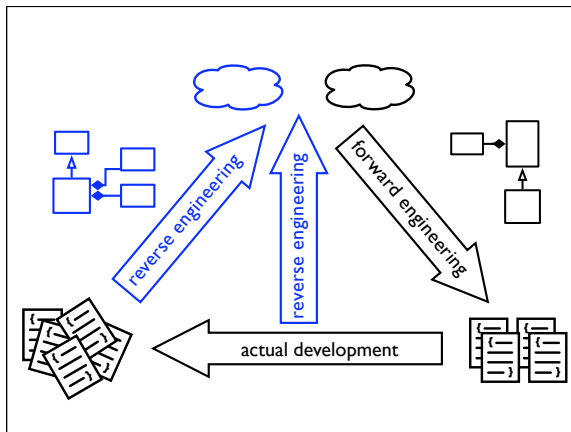 reverse engineering
reverse engineering
forward engineering
actual development